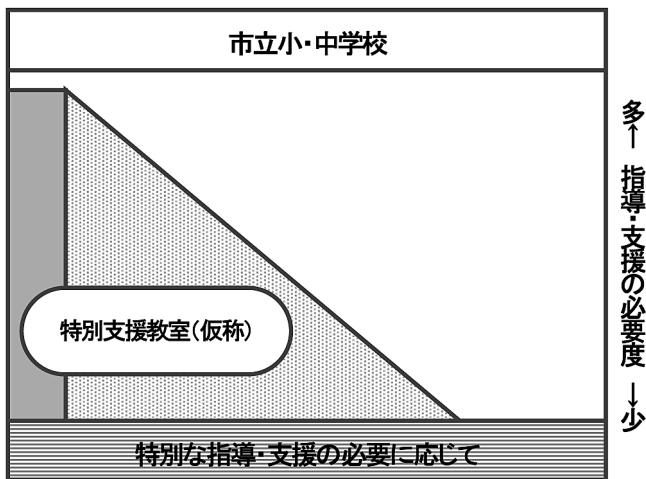 市立小・中学校
多← 指導・支援の必要度 →少
特別支援教室（仮称）
特別な指導・支援の必要に応じて